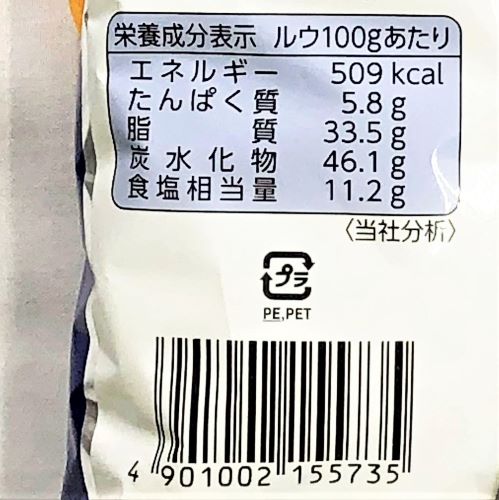 栄養成分表示 ルウ100gあたり
エネルギー 509 kcal
たんぱく質 5.8 g
脂質 33.5 g
炭水化物 46.1 g
食塩相当量 11.2 g
〈当社分析〉
プラ
PE,PET
4 901002 155735